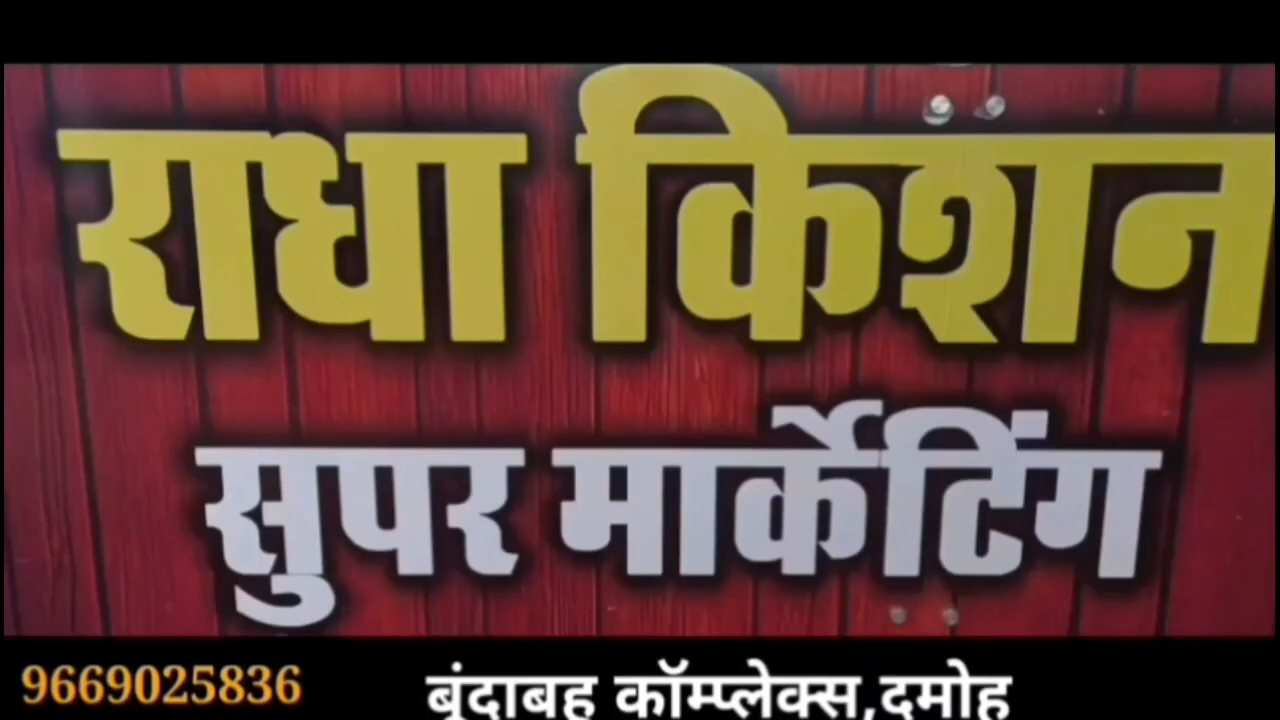 राधा किशन
सुपर मार्केटिंग
9669025836 बूंदाबह कॉम्प्लेक्स,दमोह